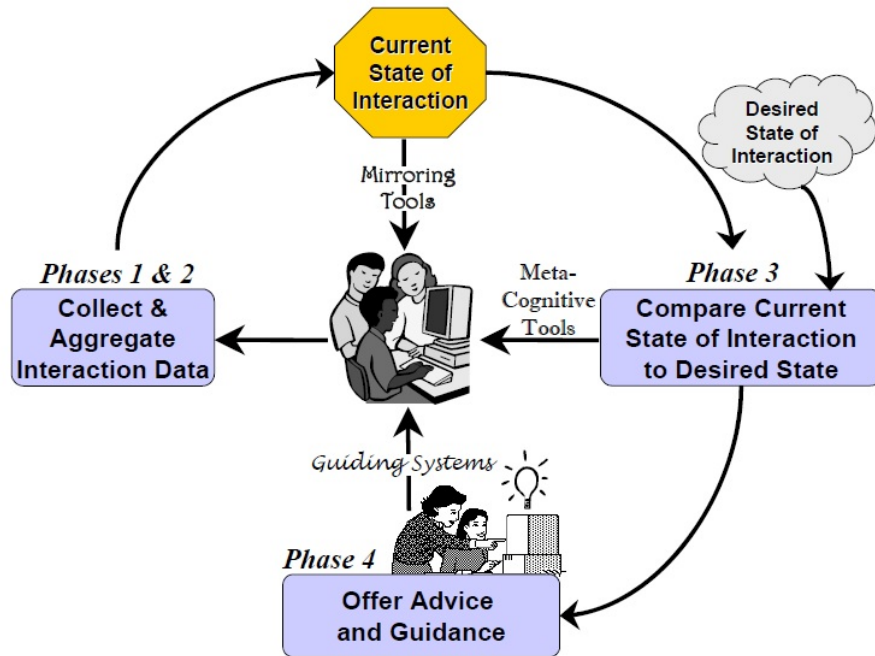 Current
State of
Interaction
Desired
State of
Interaction
Mirroring
Tools
Phases 1 & 2
Collect &
Aggregate
Interaction Data
Meta-
Cognitive
Tools
Phase 3
Compare Current
State of Interaction
to Desired State
Guiding Systems
Phase 4
Offer Advice
and Guidance